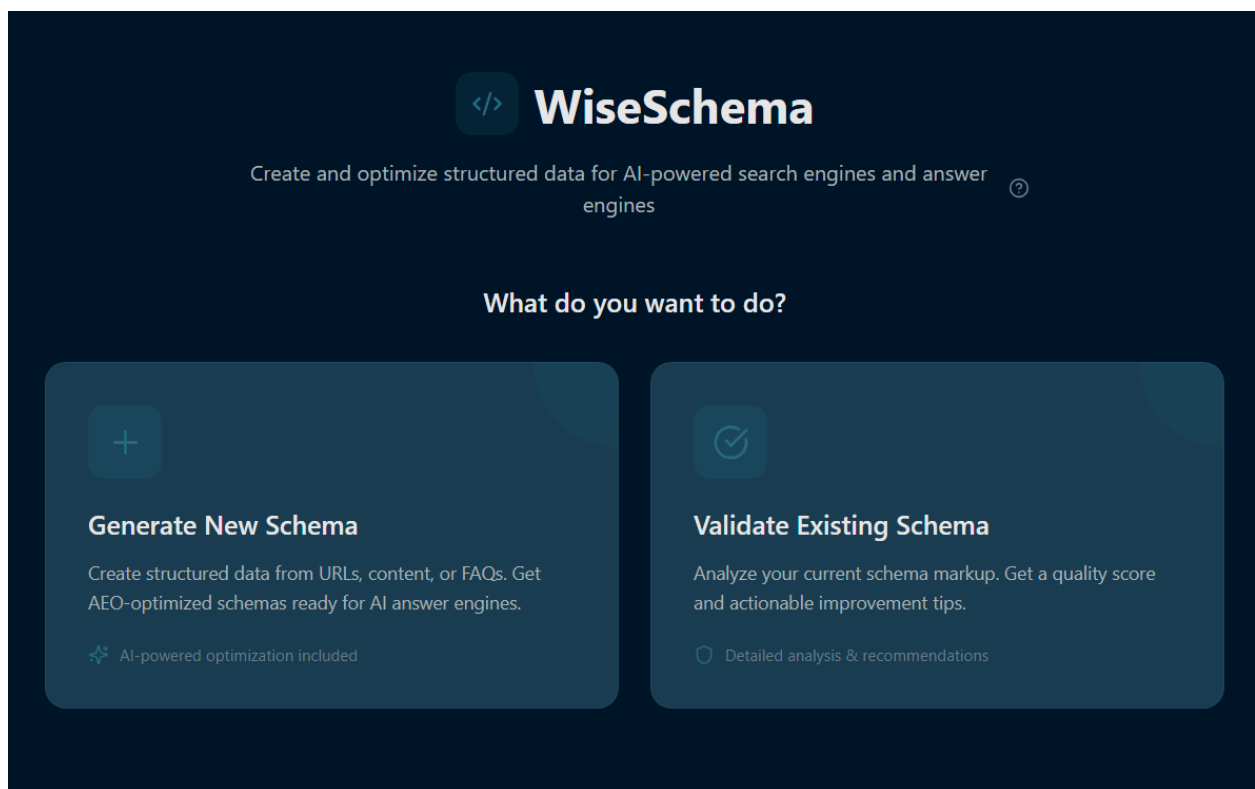 WiseSchema
Create and optimize structured data for AI-powered search engines and answer
engines
What do you want to do?
Generate New Schema
Create structured data from URLs, content, or FAQs. Get
AEO-optimized schemas ready for AI answer engines.
AI-powered optimization included
Validate Existing Schema
Analyze your current schema markup. Get a quality score
and actionable improvement tips.
Detailed analysis & recommendations